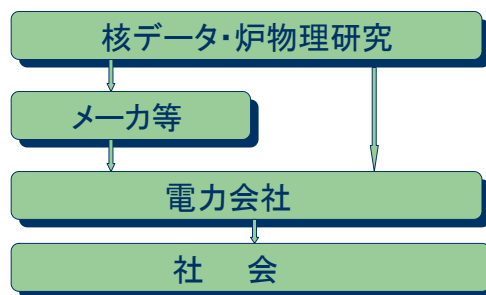 核データ・炉物理研究
メーカ等
電力会社
社　会